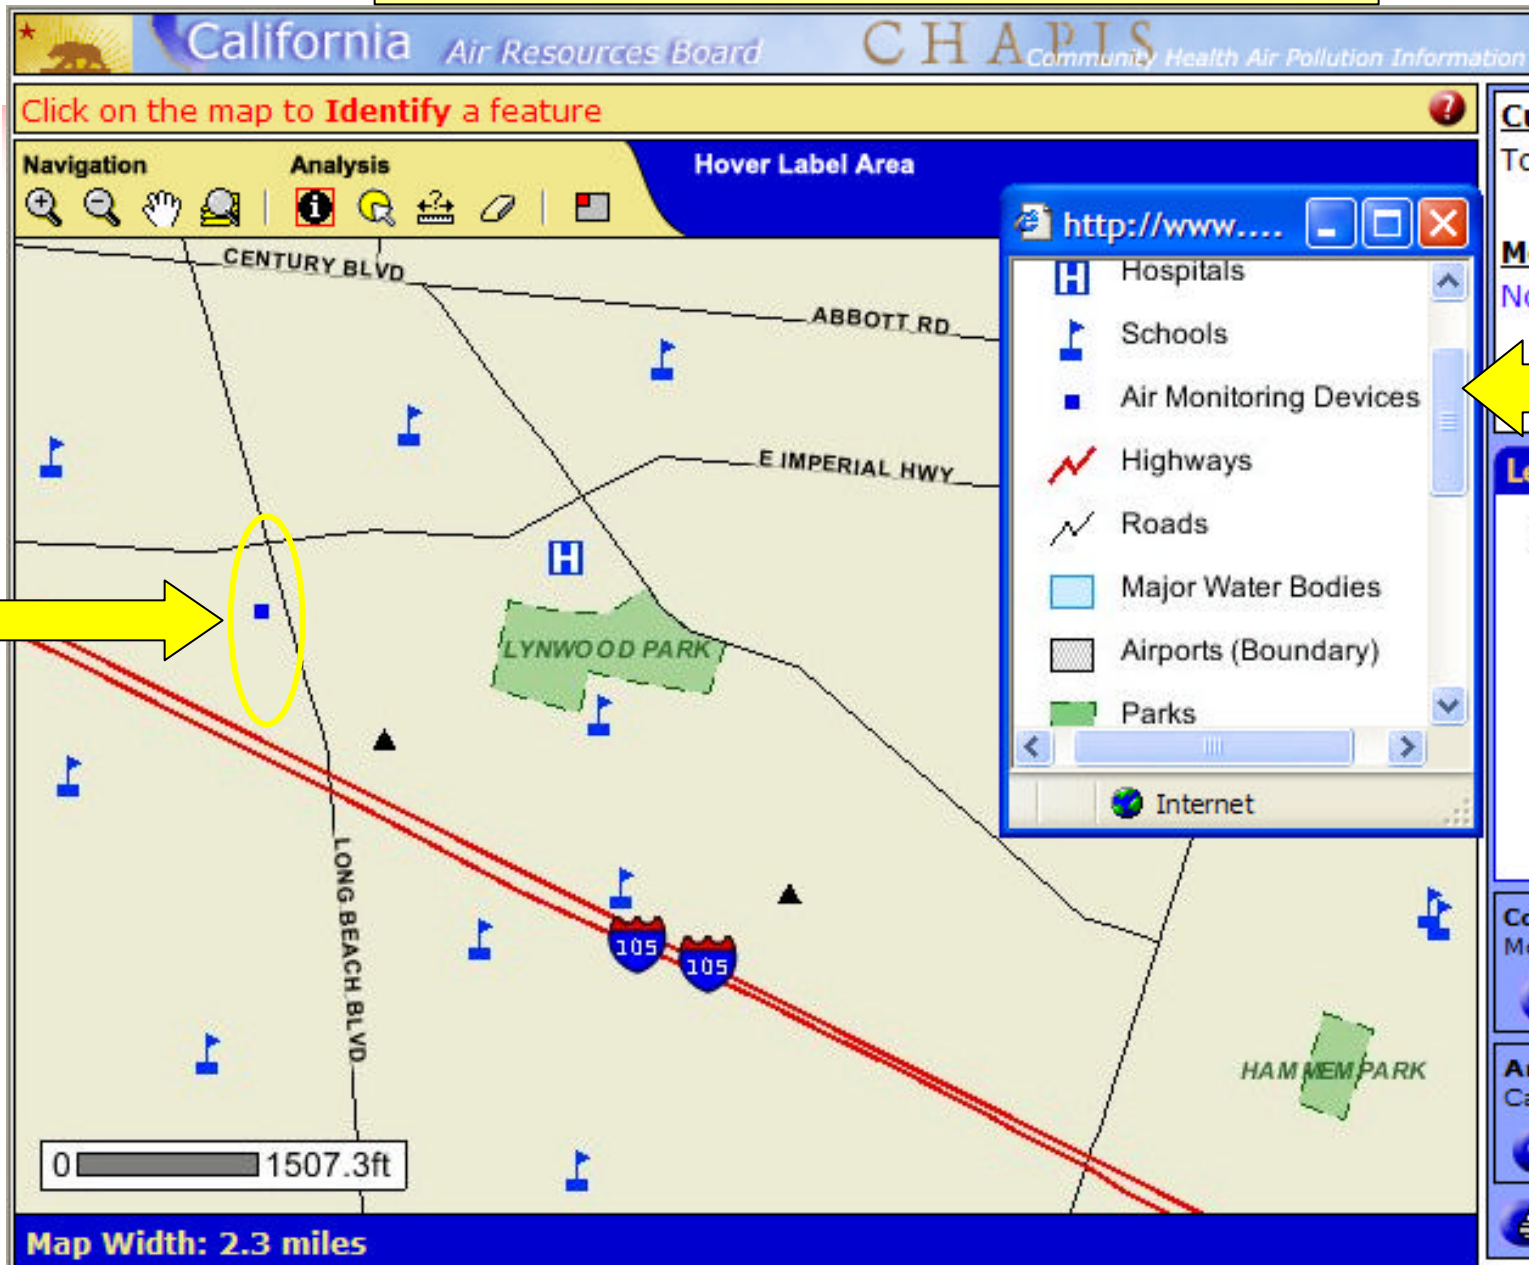 California Air Resources Board CHAPIS
Community Health Air Pollution Information
Click on the map to Identify a feature
?
Navigation Analysis Hover Label Area
http://www....
CENTURY BLVD
ABBOTT RD
E IMPERIAL HWY
H
LYNWOOD PARK
LONG BEACH BLVD
105
105
HAM MEM PARK
0 1507.3ft
Map Width: 2.3 miles
H Hospitals
Schools
Air Monitoring Devices
Highways
Roads
Major Water Bodies
Airports (Boundary)
Parks
Internet